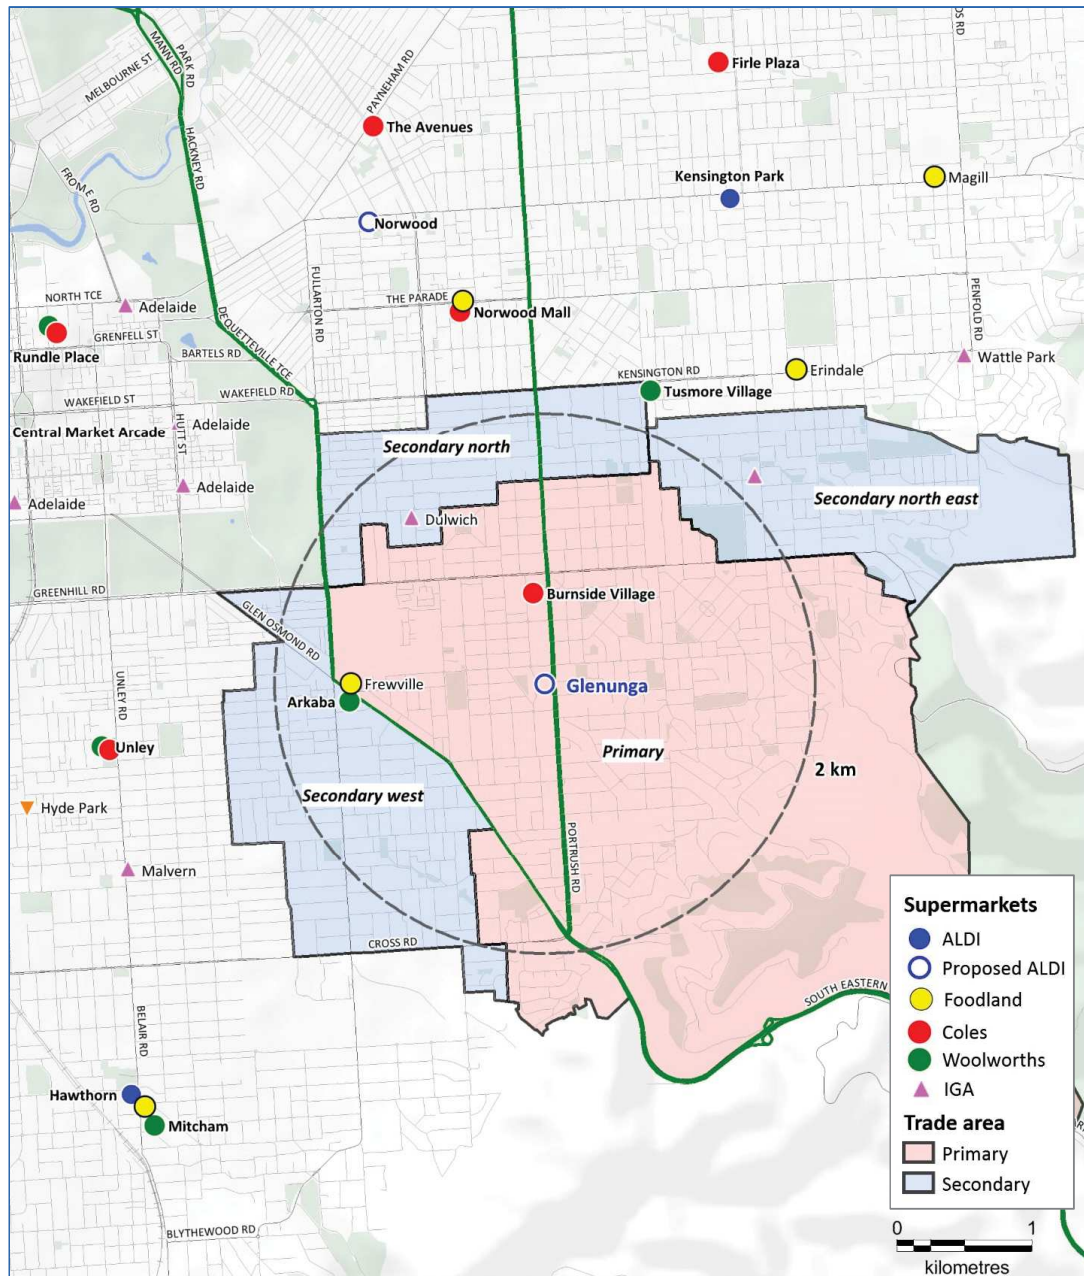 MELBOURNE ST
MANN RD
PARK RD
HACKNEY RD
PAYNEHAM RD
DS RD
Firle Plaza
The Avenues
Kensington Park
Magill
FROME RD
Norwood
NORTH TCE
Adelaide
FULLARTON RD
THE PARADE
Norwood Mall
PENFOLD RD
GRENFELL ST
Rundle Place
BARTELS RD
DEQUETTEVILLE TCE
Wattle Park
KENSINGTON RD
Erindale
WAKEFIELD ST
WAKEFIELD RD
Tusmore Village
Central Market Arcade
HUTT ST
Adelaide
Secondary north
Adelaide
Adelaide
Secondary north east
Dulwich
GREENHILL RD
Burnside Village
GLEN OSMOND RD
UNLEY RD
Frewville
Arkaba
Glenunga
Unley
Primary
2 km
Secondary west
Hyde Park
PORTRUSH RD
Malvern
CROSS RD
SOUTH EASTERN
BELAIR RD
Hawthorn
Mitcham
BLYTHEWOOD RD
Supermarkets
ALDI
Proposed ALDI
Foodland
Coles
Woolworths
IGA
Trade area
Primary
Secondary
0 1
kilometres